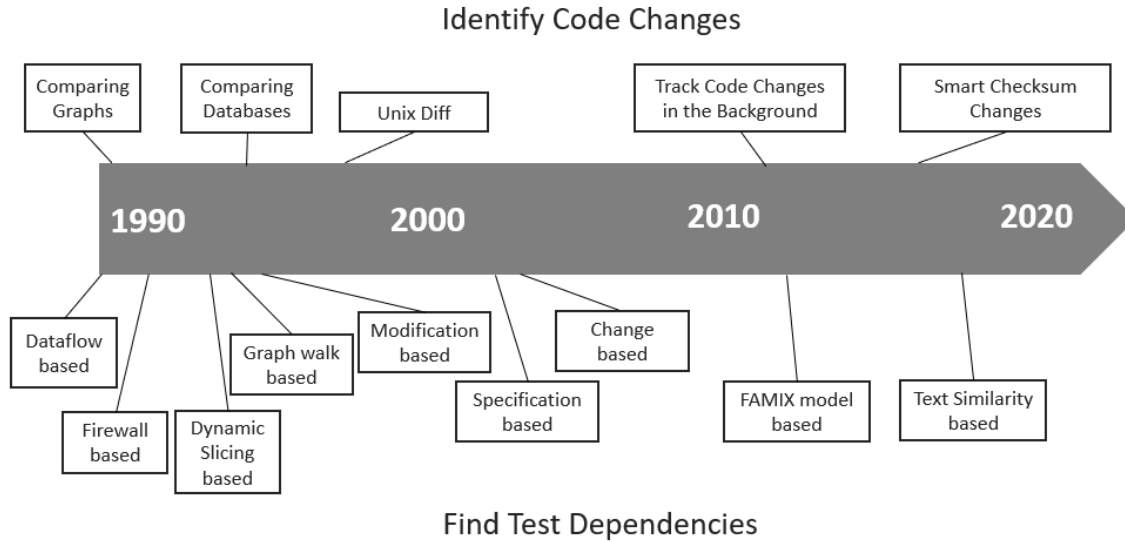 Identify Code Changes
Comparing
Graphs
Comparing
Databases
Unix Diff
Track Code Changes
in the Background
Smart Checksum
Changes
1990
2000
2010
2020
Dataflow
based
Firewall
based
Dynamic
Slicing
based
Graph walk
based
Modification
based
Specification
based
Change
based
FAMIX model
based
Text Similarity
based
Find Test Dependencies